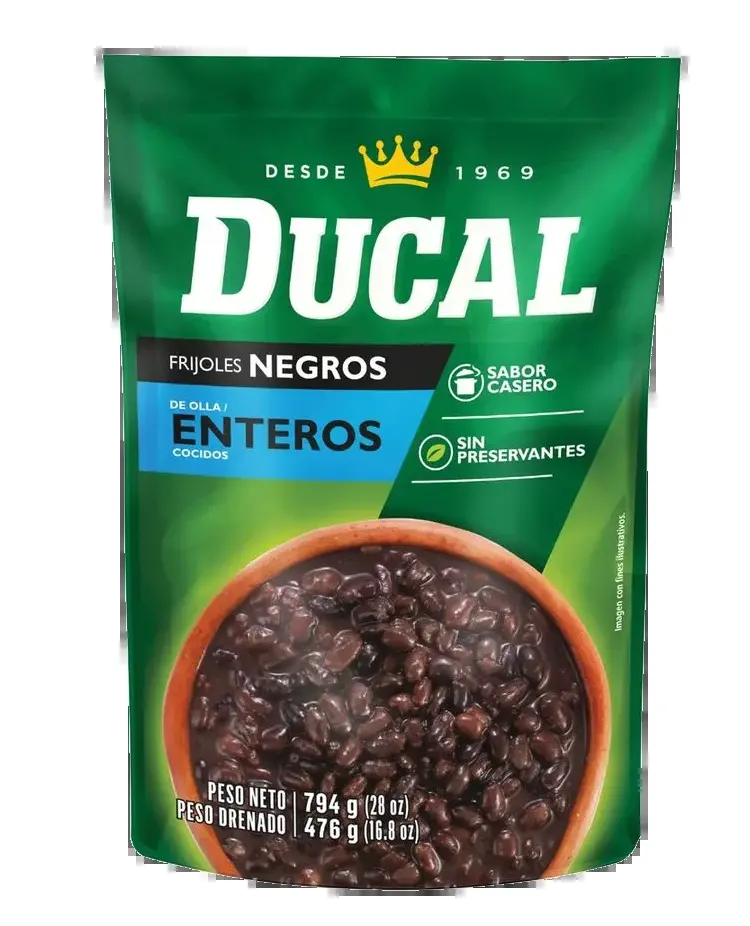 DESDE 1969
DUCAL
FRIJOLES NEGROS
DE OLLA /
ENTEROS
COCIDOS
SABOR
CASERO
SIN
PRESERVANTES
Imagen con fines ilustrativos.
PESO NETO | 794 g (28 oz)
PESO DRENADO | 476 g (16.8 oz)